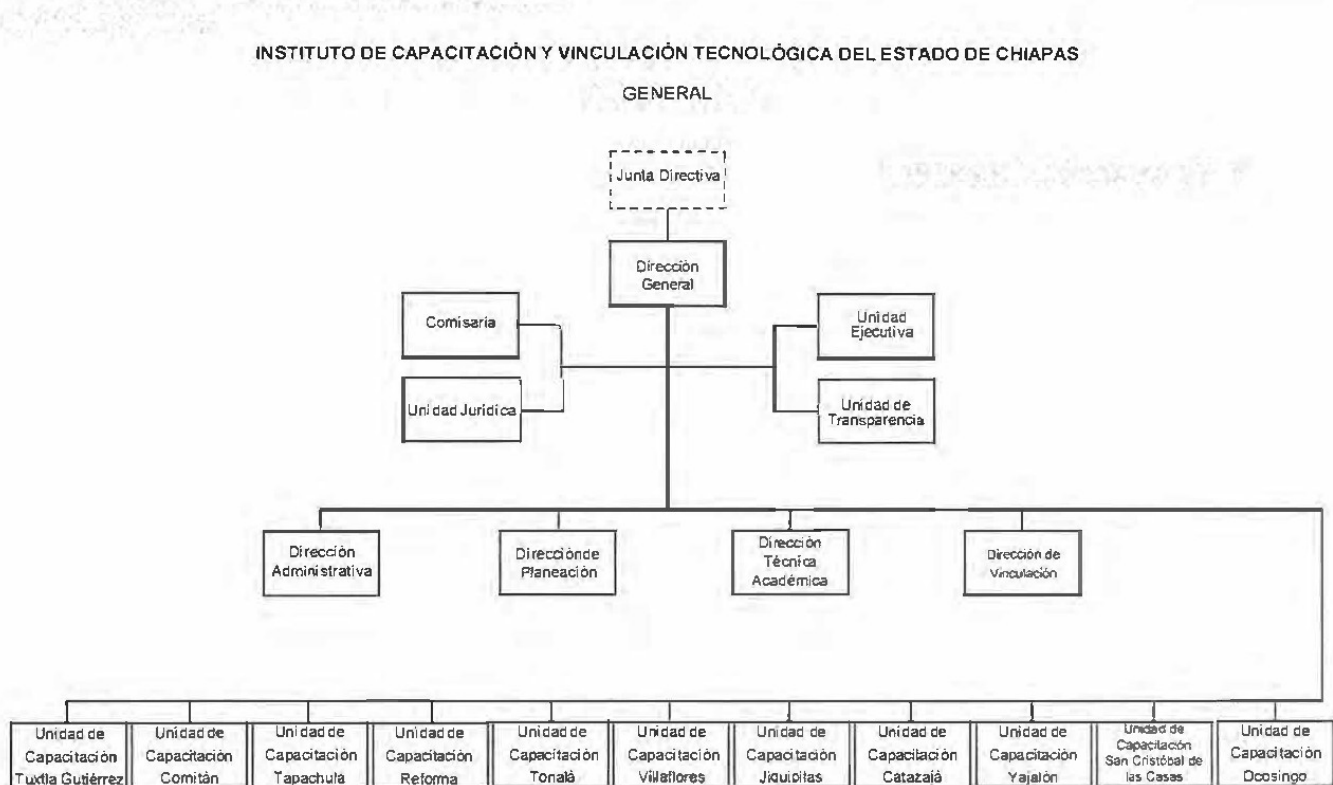 INSTITUTO DE CAPACITACIÓN Y VINCULACIÓN TECNOLÓGICA DEL ESTADO DE CHIAPAS
GENERAL
Junta Directiva
Dirección
General
Comisaría
Unidad
Ejecutiva
Unidad Jurídica
Unidad de
Transparencia
Dirección
Administrativa
Dirección de
Planeación
Dirección
Técnica
Académica
Dirección de
Vinculación
Unidad de
Capacitación
Tuxtla Gutiérrez
Unidad de
Capacitación
Comitán
Unidad de
Capacitación
Tapachula
Unidad de
Capacitación
Reforma
Unidad de
Capacitación
Tonalá
Unidad de
Capacitación
Villaflores
Unidad de
Capacitación
Jiquipilas
Unidad de
Capacitación
Catazajá
Unidad de
Capacitación
Yajalón
Unidad de
Capacitación
San Cristóbal de
las Casas
Unidad de
Capacitación
Ocosingo